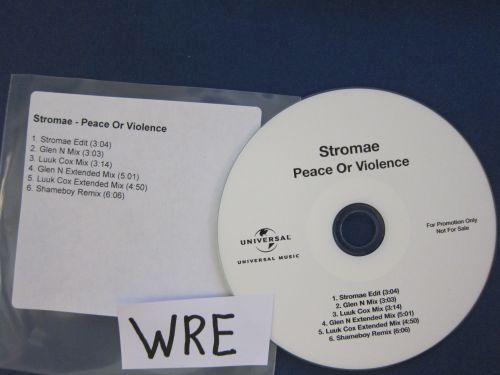 Stromae - Peace Or Violence
1. Stromae Edit (3:04)
2. Glen N Mix (3:03)
3. Luuk Cox Mix (3:14)
4. Glen N Extended Mix (5:01)
5. Luuk Cox Extended Mix (4:50)
6. Shameboy Remix (6:06)
WRE
Stromae
Peace Or Violence
UNIVERSAL
UNIVERSAL MUSIC
For Promotion Only
Not For Sale
1. Stromae Edit (3:04)
2. Glen N Mix (3:03)
3. Luuk Cox Mix (3:14)
4. Glen N Extended Mix (5:01)
5. Luuk Cox Extended Mix (4:50)
6. Shameboy Remix (6:06)